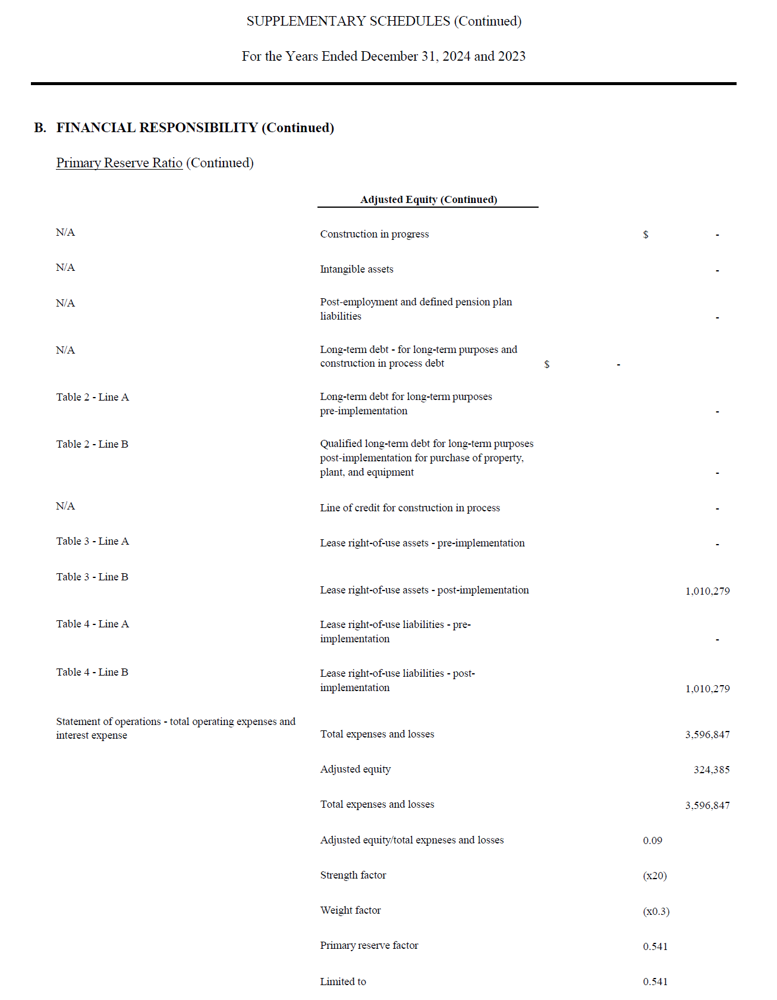 SUPPLEMENTARY SCHEDULES (Continued)
For the Years Ended December 31, 2024 and 2023
B. FINANCIAL RESPONSIBILITY (Continued)
Primary Reserve Ratio (Continued)
Adjusted Equity (Continued)
N/A Construction in progress $ -
N/A Intangible assets -
N/A Post-employment and defined pension plan
liabilities -
N/A Long-term debt - for long-term purposes and
construction in process debt $ -
Table 2 - Line A Long-term debt for long-term purposes
pre-implementation -
Table 2 - Line B Qualified long-term debt for long-term purposes
post-implementation for purchase of property,
plant, and equipment -
N/A Line of credit for construction in process -
Table 3 - Line A Lease right-of-use assets - pre-implementation -
Table 3 - Line B
Lease right-of-use assets - post-implementation 1,010,279
Table 4 - Line A Lease right-of-use liabilities - pre-
implementation -
Table 4 - Line B Lease right-of-use liabilities - post-
implementation 1,010,279
Statement of operations - total operating expenses and
interest expense Total expenses and losses 3,596,847
Adjusted equity 324,385
Total expenses and losses 3,596,847
Adjusted equity/total expneses and losses 0.09
Strength factor (x20)
Weight factor (x0.3)
Primary reserve factor 0.541
Limited to 0.541